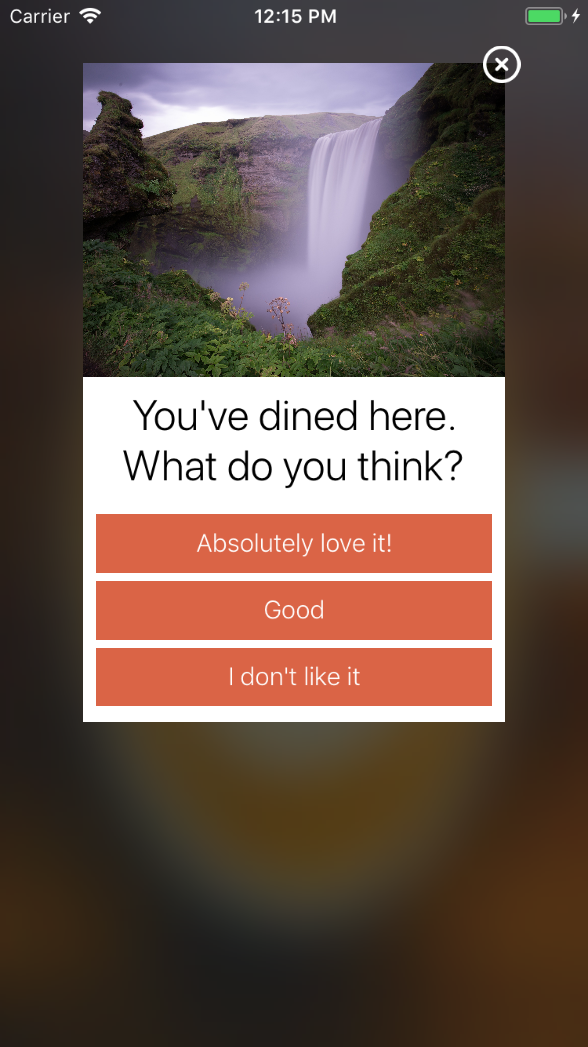 Carrier 12:15 PM
You've dined here.
What do you think?
Absolutely love it!
Good
I don't like it